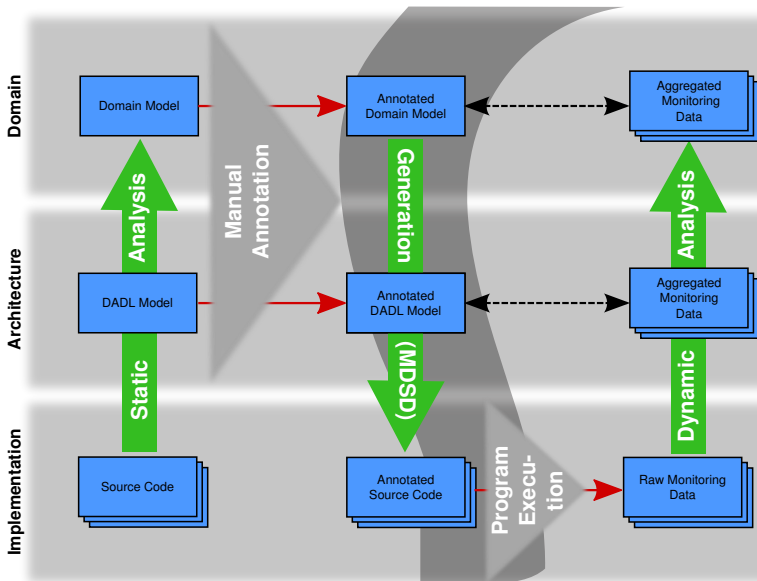 Domain
Domain Model
Annotated
Domain Model
Aggregated
Monitoring
Data
Analysis
Manual
Annotation
Generation
Analysis
Architecture
DADL Model
Annotated
DADL Model
Aggregated
Monitoring
Data
Static
(MDSD)
Dynamic
Implementation
Source Code
Annotated
Source Code
Program
Execu-
tion
Raw Monitoring
Data